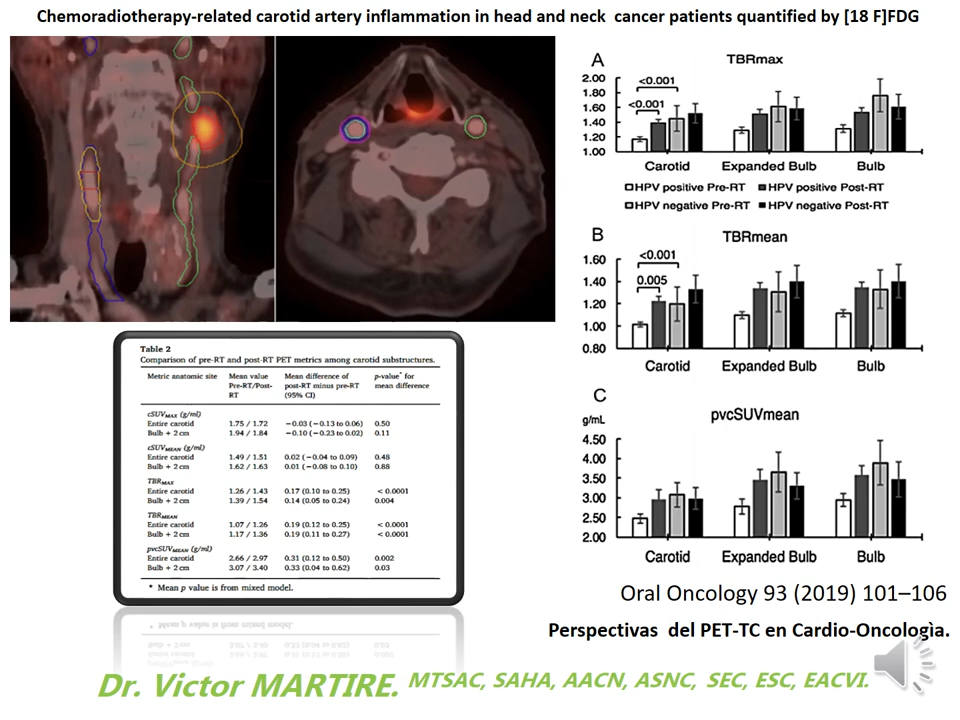 Chemoradiotherapy-related carotid artery inflammation in head and neck cancer patients quantified by [18 F]FDG
A
TBRmax
2.00
1.80
1.60
1.40
1.20
1.00
<0.001
<0.001
Carotid Expanded Bulb Bulb
HPV positive Pre-RT HPV positive Post-RT
HPV negative Pre-RT HPV negative Post-RT
B
TBRmean
1.60
1.40
1.20
1.00
0.80
<0.001
0.005
Carotid Expanded Bulb Bulb
C
pvcSUVmean
g/mL
4.50
4.00
3.50
3.00
2.50
2.00
Carotid Expanded Bulb Bulb
Table 2
Comparison of pre-RT and post-RT PET metrics among carotid substructures.
Metric anatomic site Mean value Pre-RT/Post-RT Mean difference of post-RT minus pre-RT (95% CI) p-value* for mean difference
cSUVMAX (g/ml)
Entire carotid 1.75 / 1.72 −0.03 (−0.13 to 0.06) 0.50
Bulb + 2 cm 1.94 / 1.84 −0.10 (−0.23 to 0.02) 0.11
cSUVMEAN (g/ml)
Entire carotid 1.49 / 1.51 0.02 (−0.04 to 0.09) 0.48
Bulb + 2 cm 1.62 / 1.63 0.01 (−0.08 to 0.10) 0.88
TBRMAX
Entire carotid 1.26 / 1.43 0.17 (0.10 to 0.25) < 0.0001
Bulb + 2 cm 1.39 / 1.54 0.14 (0.05 to 0.24) 0.004
TBRMEAN
Entire carotid 1.07 / 1.26 0.19 (0.12 to 0.25) < 0.0001
Bulb + 2 cm 1.17 / 1.36 0.19 (0.11 to 0.27) < 0.0001
pvcSUVMEAN (g/ml)
Entire carotid 2.66 / 2.97 0.31 (0.12 to 0.50) 0.002
Bulb + 2 cm 3.07 / 3.40 0.33 (0.04 to 0.62) 0.03
* Mean p value is from mixed model.
Oral Oncology 93 (2019) 101–106
Perspectivas del PET-TC en Cardio-Oncologìa.
Dr. Victor MARTIRE. MTSAC, SAHA, AACN, ASNC, SEC, ESC, EACVI.